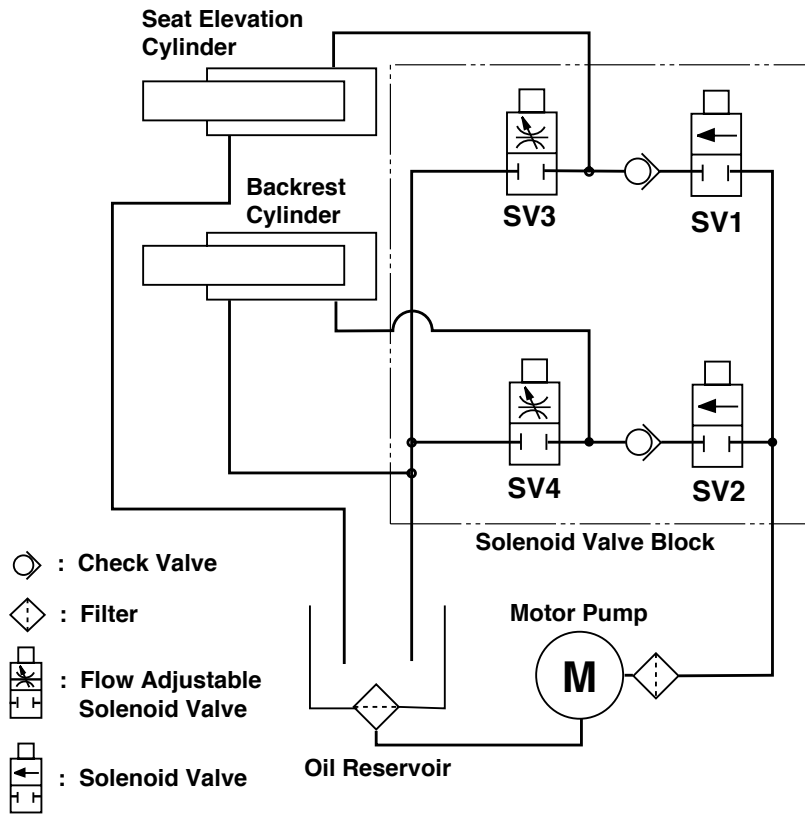 Seat Elevation
Cylinder
Backrest
Cylinder
SV3
SV1
SV4
SV2
Solenoid Valve Block
: Check Valve
: Filter
: Flow Adjustable
Solenoid Valve
: Solenoid Valve
Motor Pump
M
Oil Reservoir